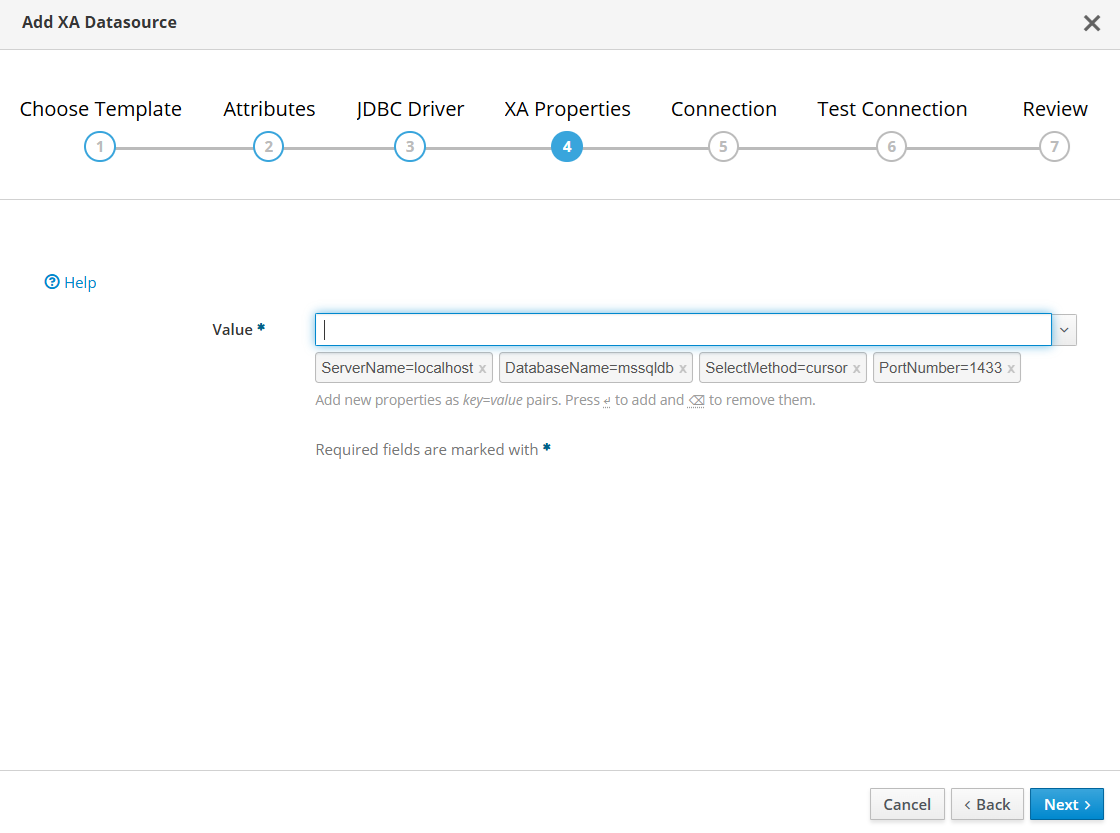 Add XA Datasource
Choose Template Attributes JDBC Driver XA Properties Connection Test Connection Review
1 2 3 4 5 6 7
Help
Value *
ServerName=localhost x DatabaseName=mssqldb x SelectMethod=cursor x PortNumber=1433 x
Add new properties as key=value pairs. Press ↵ to add and ⌫ to remove them.
Required fields are marked with *
Cancel < Back Next >